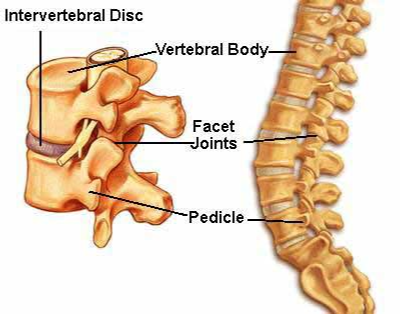 Intervertebral Disc
Vertebral Body
Facet
Joints
Pedicle